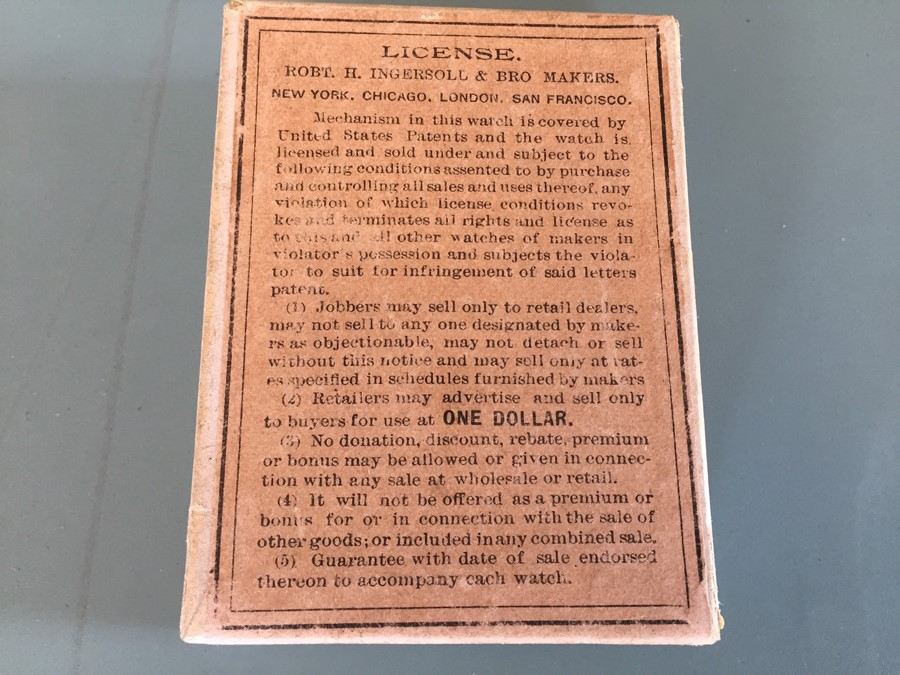 LICENSE.
ROBT. H. INGERSOLL & BRO MAKERS.
NEW YORK. CHICAGO. LONDON. SAN FRANCISCO.
Mechanism in this watch is covered by
United States Patents and the watch is,
licensed and sold under and subject to the
following conditions assented to by purchase
and controlling all sales and uses thereof, any
violation of which license conditions revo-
kes and terminates all rights and license as
to this and all other watches of makers in
violator's possession and subjects the viola-
tor to suit for infringement of said letters
patent.
(1) Jobbers may sell only to retail dealers,
may not sell to any one designated by make-
rs as objectionable, may not detach or sell
without this notice and may sell only at rat-
es specified in schedules furnished by makers
(2) Retailers may advertise and sell only
to buyers for use at ONE DOLLAR.
(3) No donation, discount, rebate, premium
or bonus may be allowed or given in connec-
tion with any sale at wholesale or retail.
(4) It will not be offered as a premium or
bonus for or in connection with the sale of
other goods; or included in any combined sale.
(5) Guarantee with date of sale endorsed
thereon to accompany each watch.